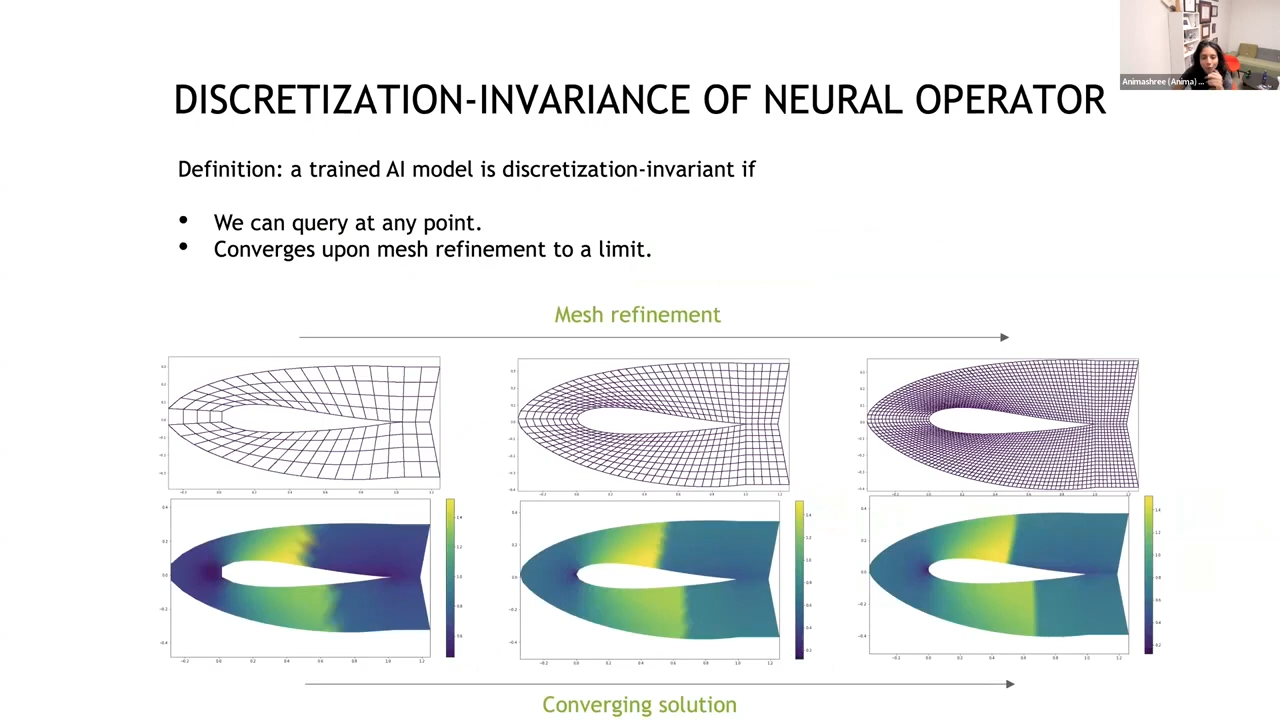 Animashree (Anima) ...
DISCRETIZATION-INVARIANCE OF NEURAL OPERATOR
Definition: a trained AI model is discretization-invariant if
• We can query at any point.
• Converges upon mesh refinement to a limit.
Mesh refinement
Converging solution